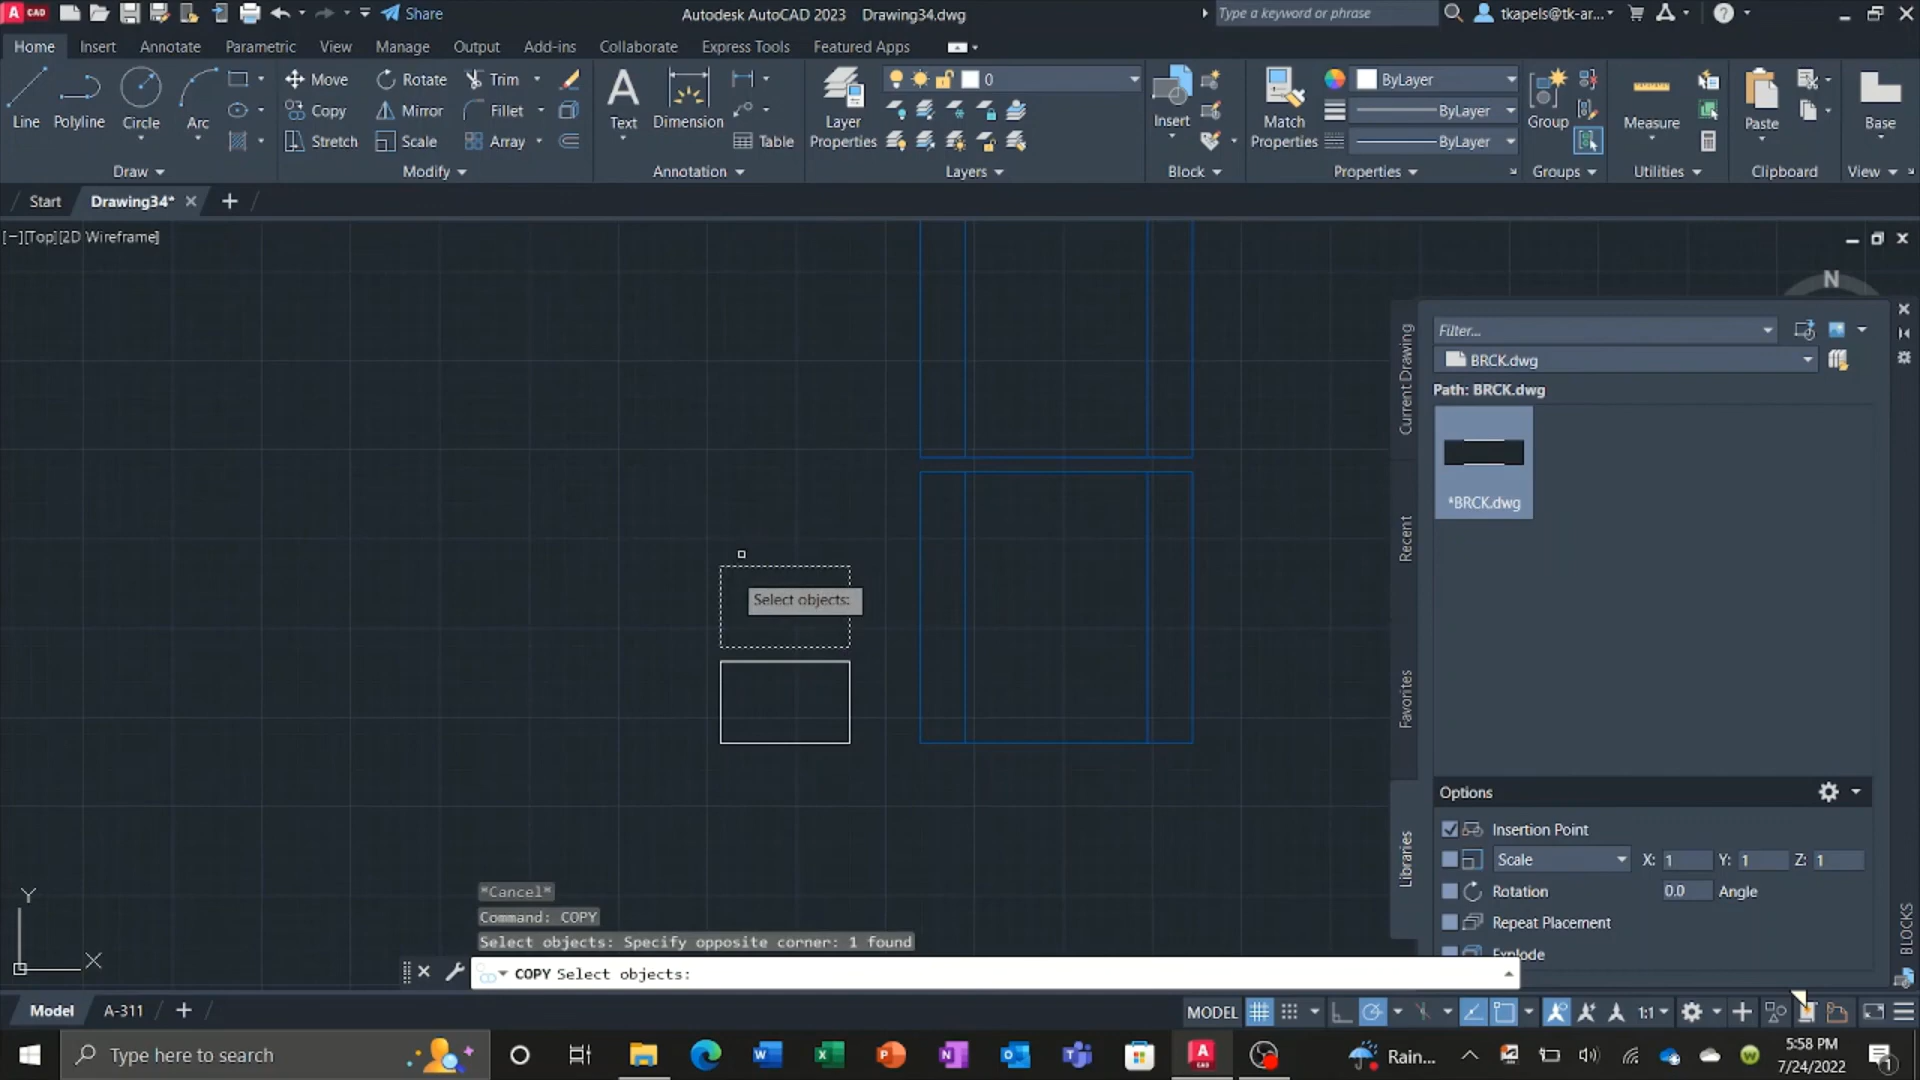 CAD
Share
Autodesk AutoCAD 2023 Drawing34.dwg
Type a keyword or phrase
tkapels@tk-ar...
Home Insert Annotate Parametric View Manage Output Add-ins Collaborate Express Tools Featured Apps
Line Polyline Circle Arc
Draw
Move Rotate Trim
Copy Mirror Fillet
Stretch Scale Array
Modify
Text Dimension Table
Annotation
Layer Properties
0
Layers
Insert
Block
Match Properties
ByLayer
ByLayer
ByLayer
Properties
Group
Groups
Measure
Utilities
Paste
Clipboard
Base
View
Start Drawing34*
[−][Top][2D Wireframe]
N
Filter...
BRCK.dwg
Path: BRCK.dwg
*BRCK.dwg
Current Drawing
Recent
Favorites
Libraries
Select objects:
Options
Insertion Point
Scale X: 1 Y: 1 Z: 1
Rotation 0.0 Angle
Repeat Placement
Explode
BLOCKS
Y
X
*Cancel*
Command: COPY
Select objects: Specify opposite corner: 1 found
COPY Select objects:
Model A-311
MODEL 1:1
Type here to search
Rain...
5:58 PM
7/24/2022
1